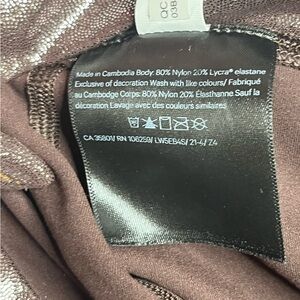 QC
03B
Made in Cambodia Body: 80% Nylon 20% Lycra® elastane
Exclusive of decoration Wash with like colours/ Fabriqué
au Cambodge Corps: 80% Nylon 20% Élasthanne Sauf la
décoration Lavage avec des couleurs similaires
CA 35801/ RN 106259/ LW5EB4S/ 21-4/ Z4